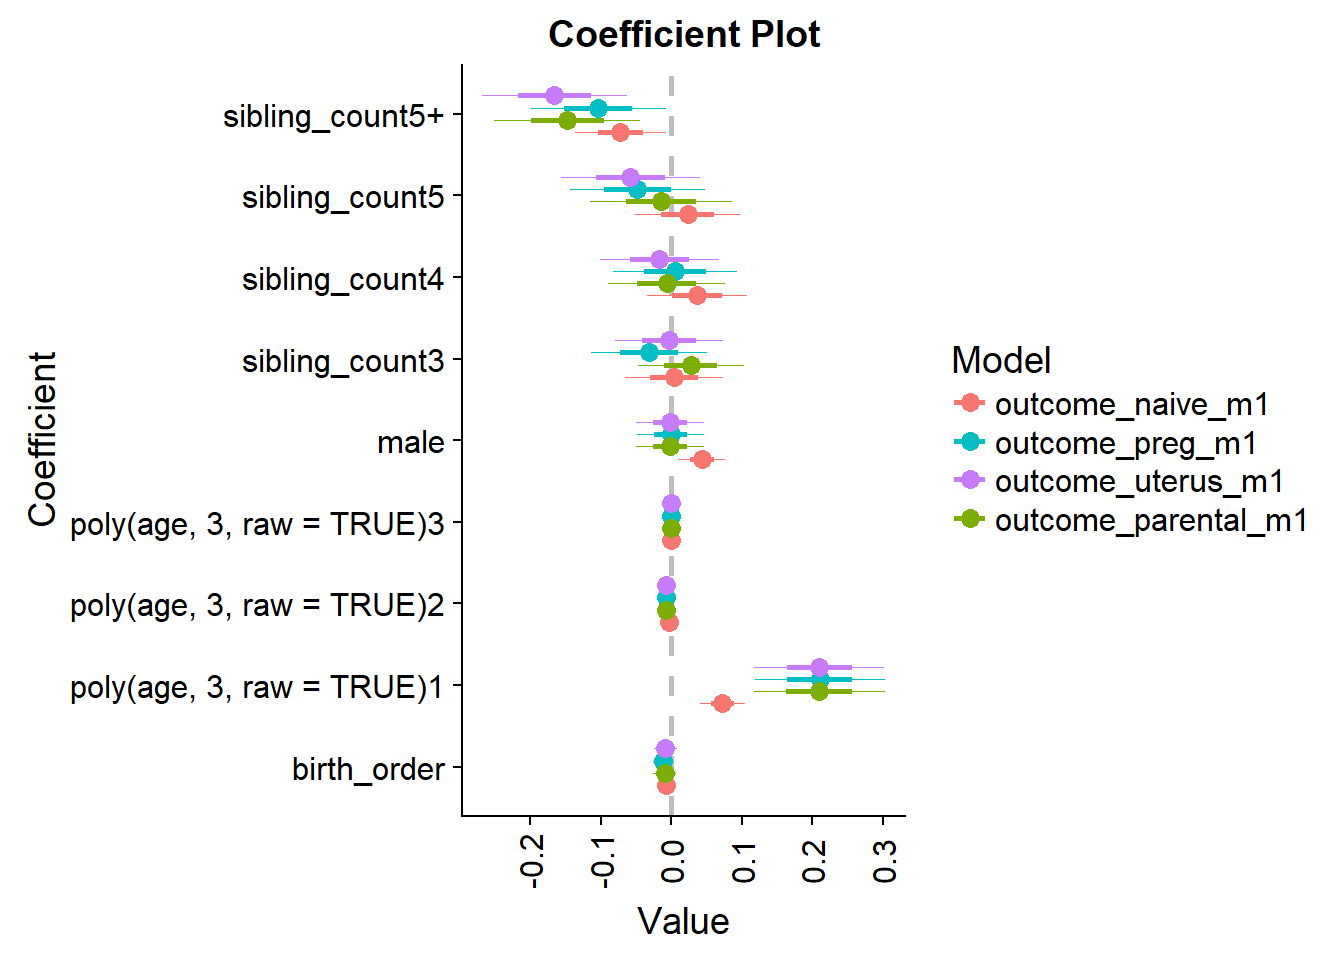 Coefficient Plot
Coefficient
sibling_count5+
sibling_count5
sibling_count4
sibling_count3
male
poly(age, 3, raw = TRUE)3
poly(age, 3, raw = TRUE)2
poly(age, 3, raw = TRUE)1
birth_order
-0.2
-0.1
0.0
0.1
0.2
0.3
Value
Model
outcome_naive_m1
outcome_preg_m1
outcome_uterus_m1
outcome_parental_m1